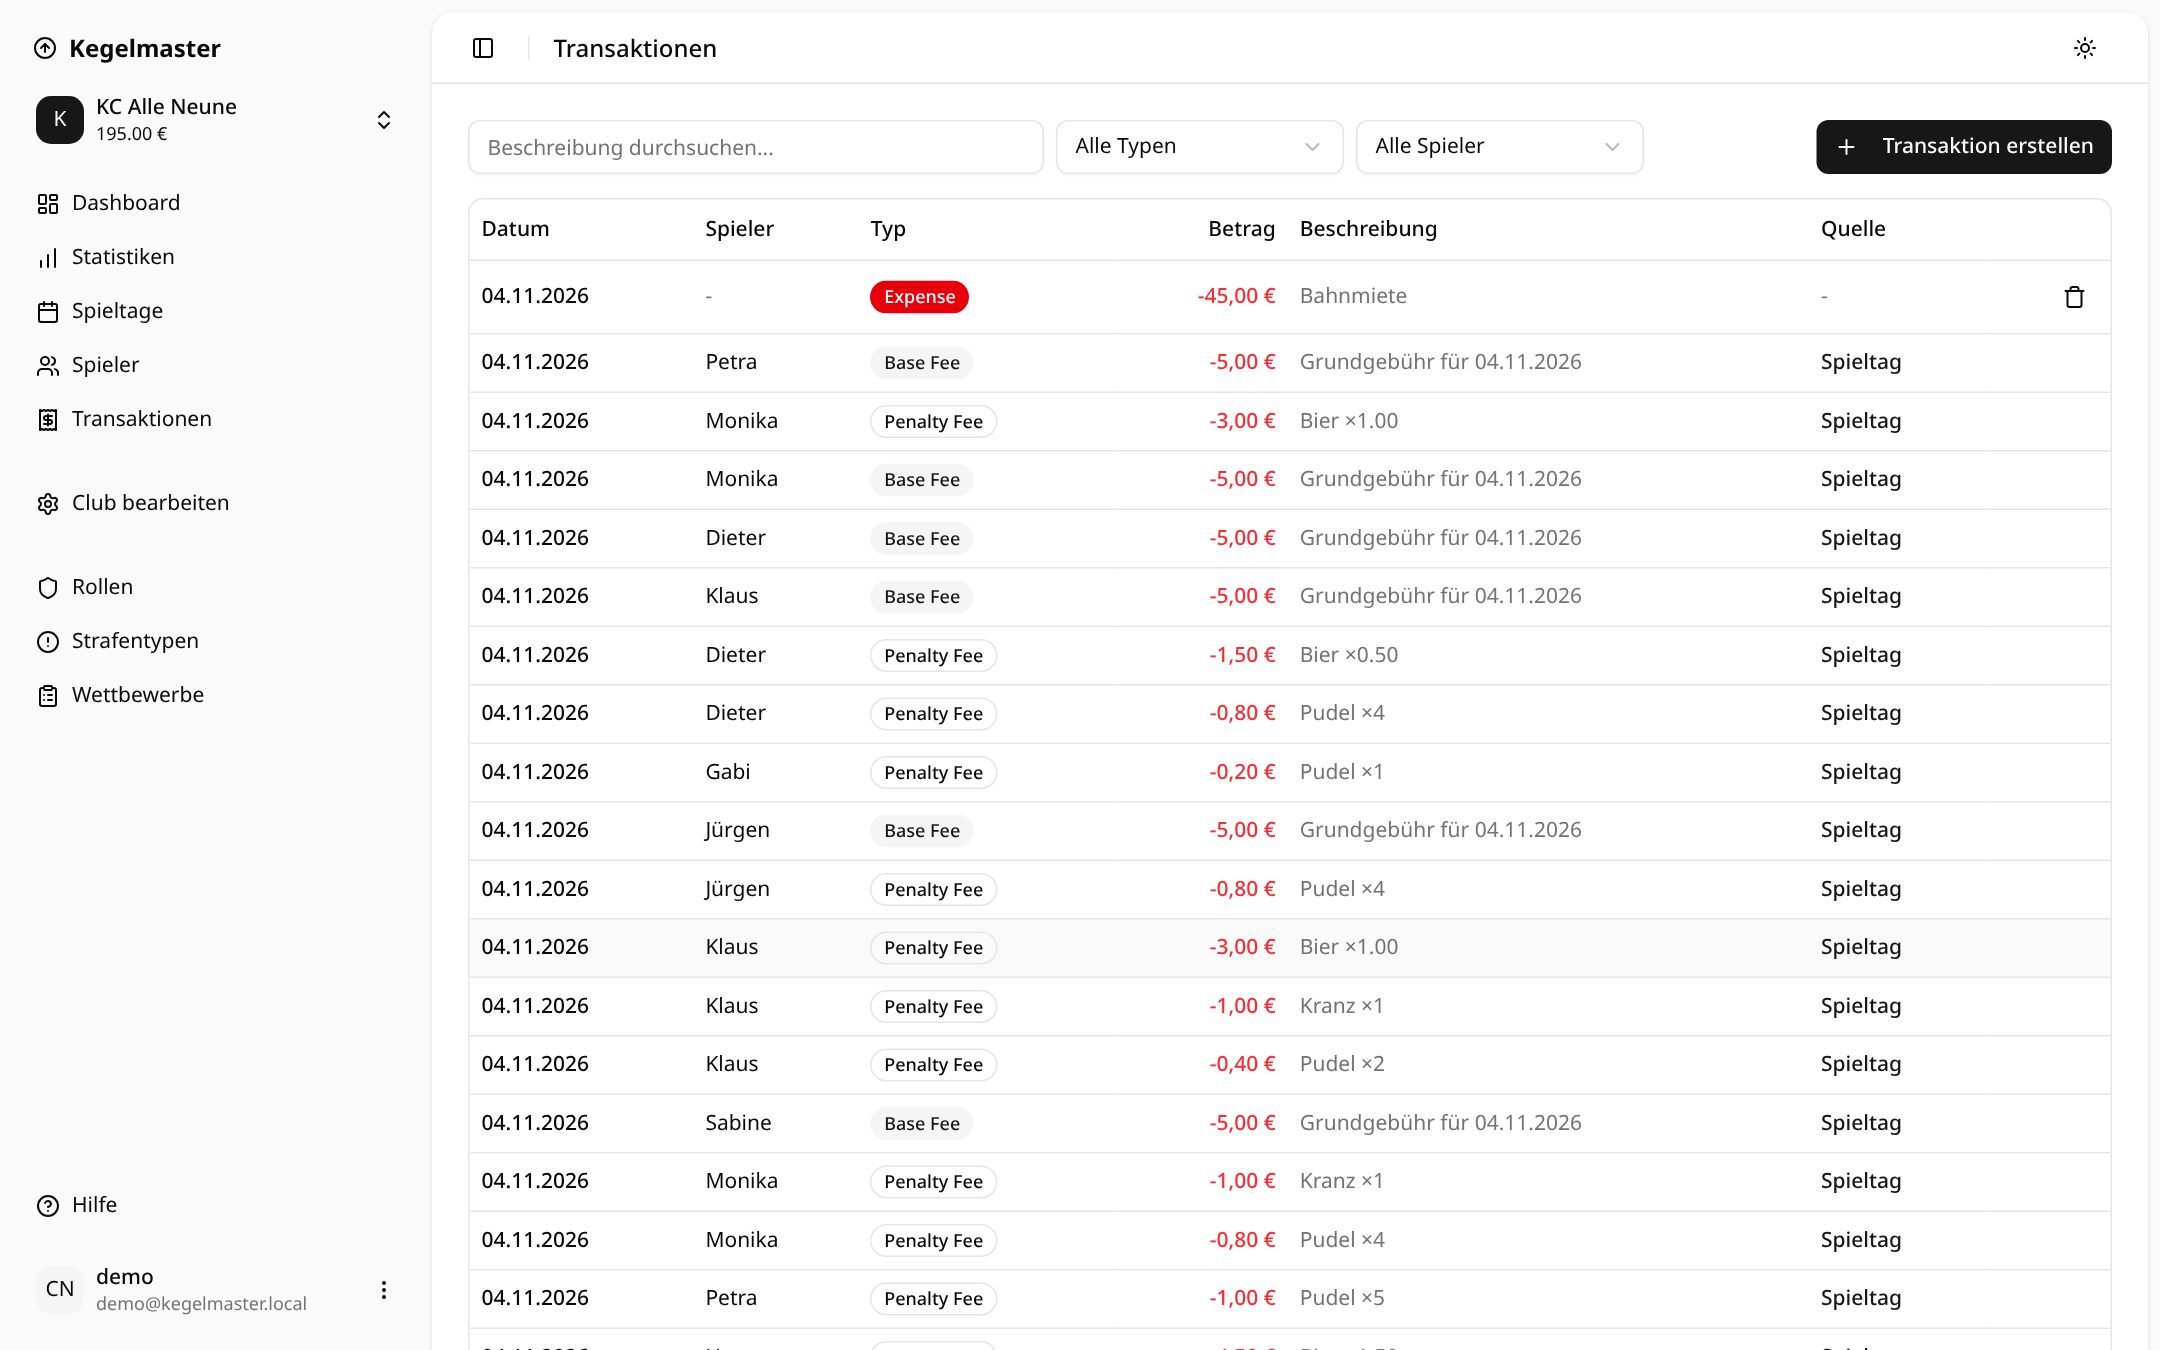 Kegelmaster
KC Alle Neune
195.00 €
Dashboard
Statistiken
Spieltage
Spieler
Transaktionen
Club bearbeiten
Rollen
Strafentypen
Wettbewerbe
Hilfe
CN demo
demo@kegelmaster.local
Transaktionen
Beschreibung durchsuchen... Alle Typen Alle Spieler + Transaktion erstellen
Datum Spieler Typ Betrag Beschreibung Quelle
04.11.2026 - Expense -45,00 € Bahnmiete -
04.11.2026 Petra Base Fee -5,00 € Grundgebühr für 04.11.2026 Spieltag
04.11.2026 Monika Penalty Fee -3,00 € Bier ×1.00 Spieltag
04.11.2026 Monika Base Fee -5,00 € Grundgebühr für 04.11.2026 Spieltag
04.11.2026 Dieter Base Fee -5,00 € Grundgebühr für 04.11.2026 Spieltag
04.11.2026 Klaus Base Fee -5,00 € Grundgebühr für 04.11.2026 Spieltag
04.11.2026 Dieter Penalty Fee -1,50 € Bier ×0.50 Spieltag
04.11.2026 Dieter Penalty Fee -0,80 € Pudel ×4 Spieltag
04.11.2026 Gabi Penalty Fee -0,20 € Pudel ×1 Spieltag
04.11.2026 Jürgen Base Fee -5,00 € Grundgebühr für 04.11.2026 Spieltag
04.11.2026 Jürgen Penalty Fee -0,80 € Pudel ×4 Spieltag
04.11.2026 Klaus Penalty Fee -3,00 € Bier ×1.00 Spieltag
04.11.2026 Klaus Penalty Fee -1,00 € Kranz ×1 Spieltag
04.11.2026 Klaus Penalty Fee -0,40 € Pudel ×2 Spieltag
04.11.2026 Sabine Base Fee -5,00 € Grundgebühr für 04.11.2026 Spieltag
04.11.2026 Monika Penalty Fee -1,00 € Kranz ×1 Spieltag
04.11.2026 Monika Penalty Fee -0,80 € Pudel ×4 Spieltag
04.11.2026 Petra Penalty Fee -1,00 € Pudel ×5 Spieltag